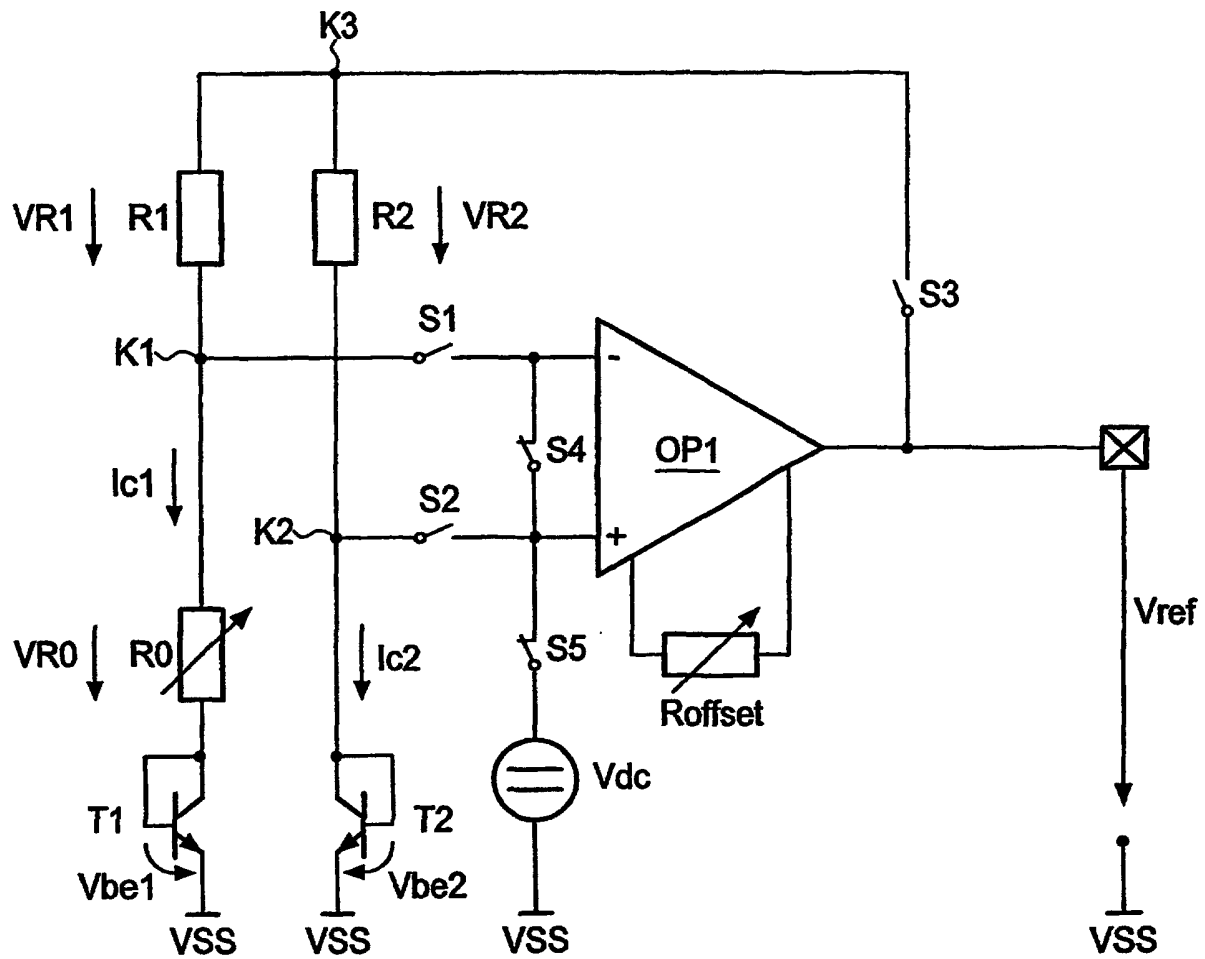 K3
VR1
R1
R2
VR2
S3
S1
K1
-
S4
OP1
Ic1
S2
K2
+
Vref
VR0
R0
Ic2
S5
Roffset
Vdc
T1
T2
Vbe1
Vbe2
VSS
VSS
VSS
VSS